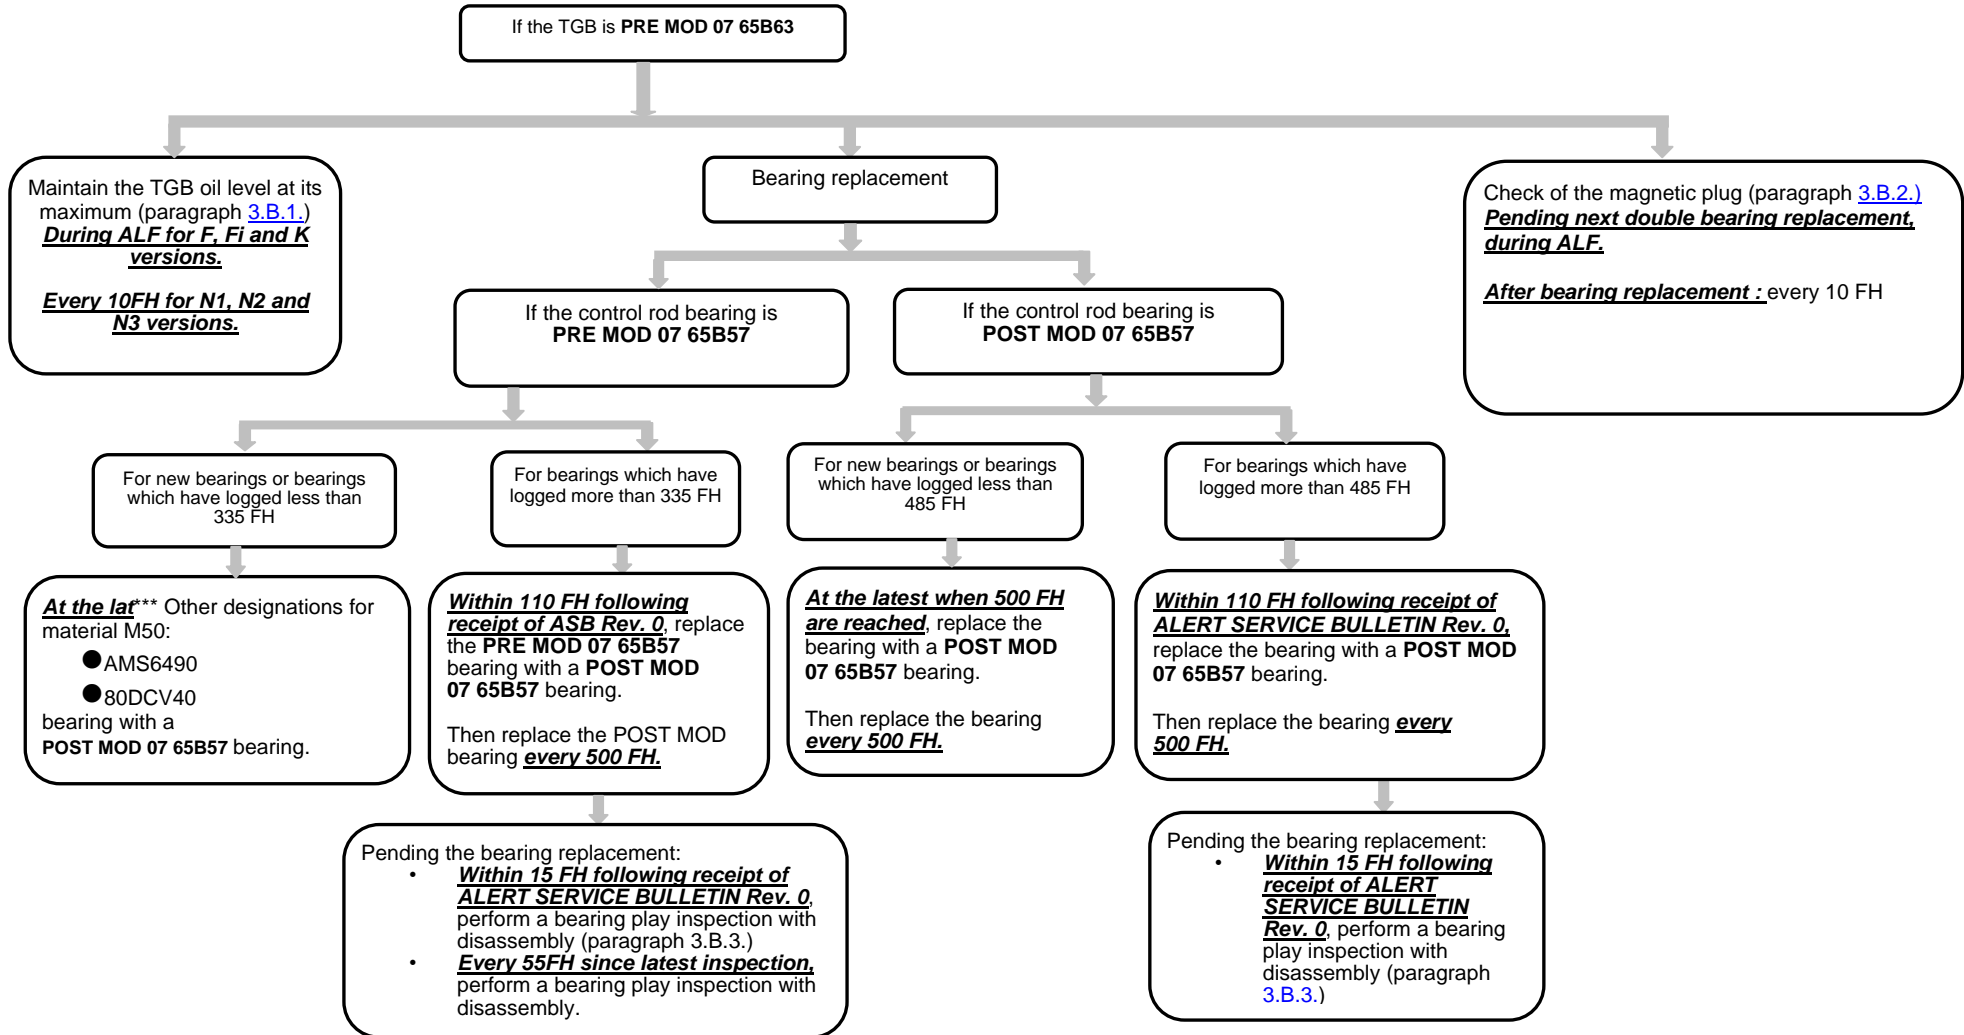 If the TGB is PRE MOD 07 65B63
Maintain the TGB oil level at its
maximum (paragraph 3.B.1.)
During ALF for F, Fi and K
versions.
Every 10FH for N1, N2 and
N3 versions.
Bearing replacement
Check of the magnetic plug (paragraph 3.B.2.)
Pending next double bearing replacement,
during ALF.
After bearing replacement : every 10 FH
If the control rod bearing is
PRE MOD 07 65B57
If the control rod bearing is
POST MOD 07 65B57
For new bearings or bearings
which have logged less than
335 FH
For bearings which have
logged more than 335 FH
For new bearings or bearings
which have logged less than
485 FH
For bearings which have
logged more than 485 FH
At the lat*** Other designations for
material M50:
●AMS6490
●80DCV40
bearing with a
POST MOD 07 65B57 bearing.
Within 110 FH following
receipt of ASB Rev. 0, replace
the PRE MOD 07 65B57
bearing with a POST MOD
07 65B57 bearing.
Then replace the POST MOD
bearing every 500 FH.
At the latest when 500 FH
are reached, replace the
bearing with a POST MOD
07 65B57 bearing.
Then replace the bearing
every 500 FH.
Within 110 FH following receipt of
ALERT SERVICE BULLETIN Rev. 0,
replace the bearing with a POST MOD
07 65B57 bearing.
Then replace the bearing every
500 FH.
Pending the bearing replacement:
• Within 15 FH following receipt of
ALERT SERVICE BULLETIN Rev. 0,
perform a bearing play inspection with
disassembly (paragraph 3.B.3.)
• Every 55FH since latest inspection,
perform a bearing play inspection with
disassembly.
Pending the bearing replacement:
• Within 15 FH following
receipt of ALERT
SERVICE BULLETIN
Rev. 0, perform a bearing
play inspection with
disassembly (paragraph
3.B.3.)